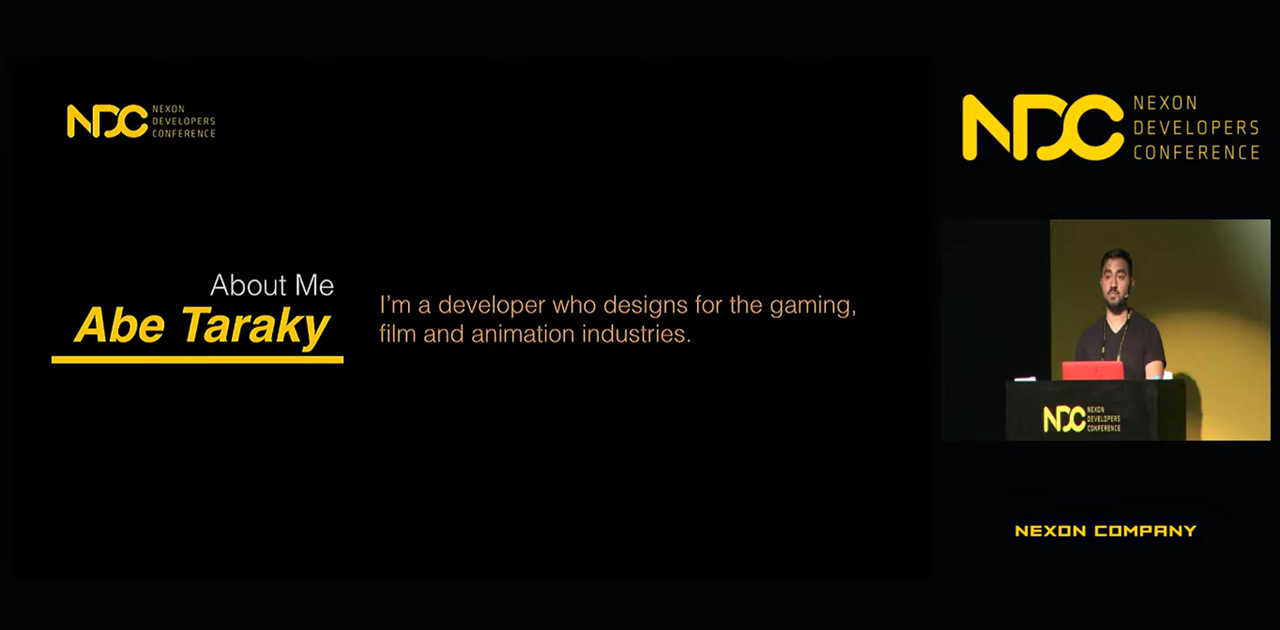 NDC
NEXON
DEVELOPERS
CONFERENCE
About Me
Abe Taraky
I'm a developer who designs for the gaming,
film and animation industries.
NDC
NEXON
DEVELOPERS
CONFERENCE
NDC
NEXON
DEVELOPERS
CONFERENCE
NEXON COMPANY